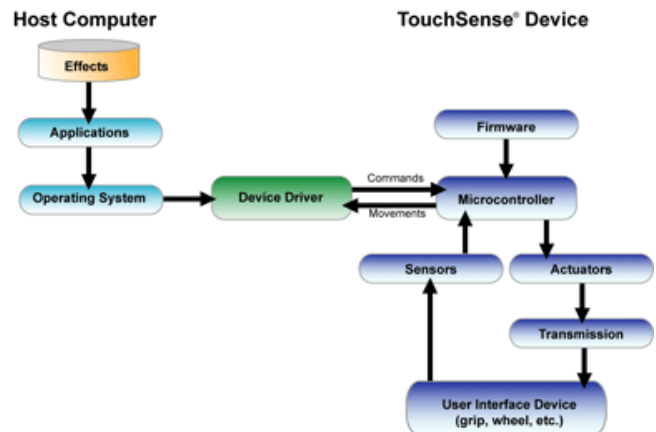 Host Computer
TouchSense® Device
Effects
Applications
Operating System
Device Driver
Commands
Movements
Firmware
Microcontroller
Sensors
Actuators
Transmission
User Interface Device
(grip, wheel, etc.)